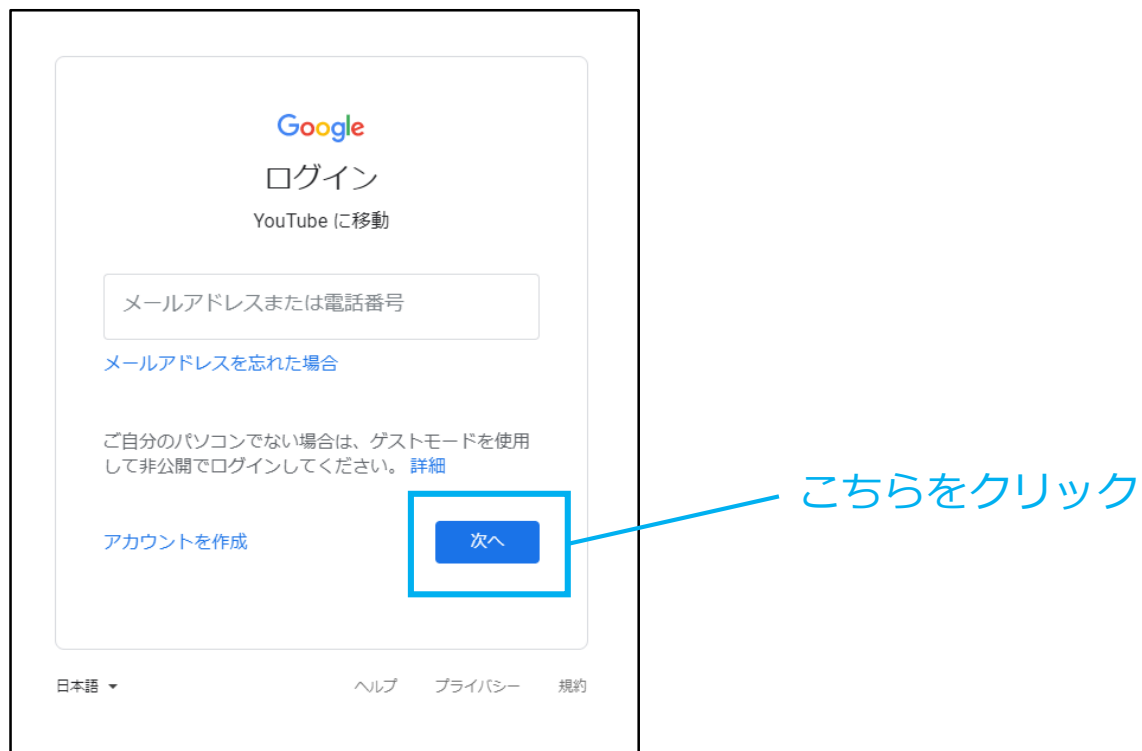 Google
ログイン
YouTube に移動
メールアドレスまたは電話番号
メールアドレスを忘れた場合
ご自分のパソコンでない場合は、ゲストモードを使用
して非公開でログインしてください。 詳細
こちらをクリック
アカウントを作成 次へ
日本語 ヘルプ プライバシー 規約